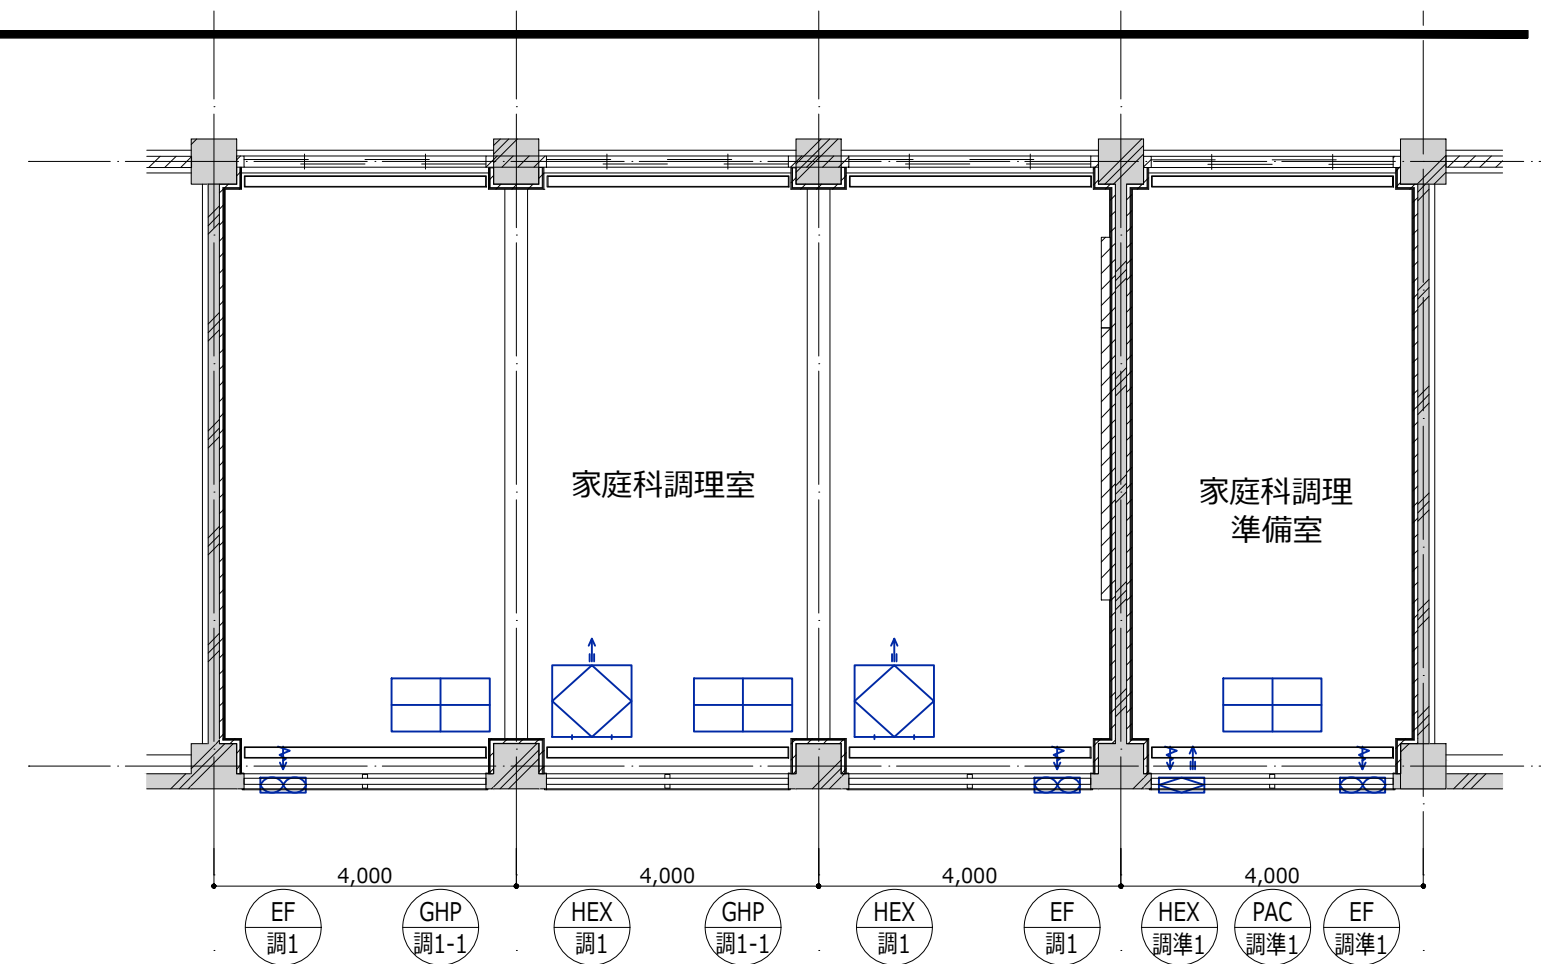 家庭科調理室
家庭科調理
準備室
4,000
4,000
4,000
4,000
EF
調1
GHP
調1-1
HEX
調1
GHP
調1-1
HEX
調1
EF
調1
HEX
調準1
PAC
調準1
EF
調準1